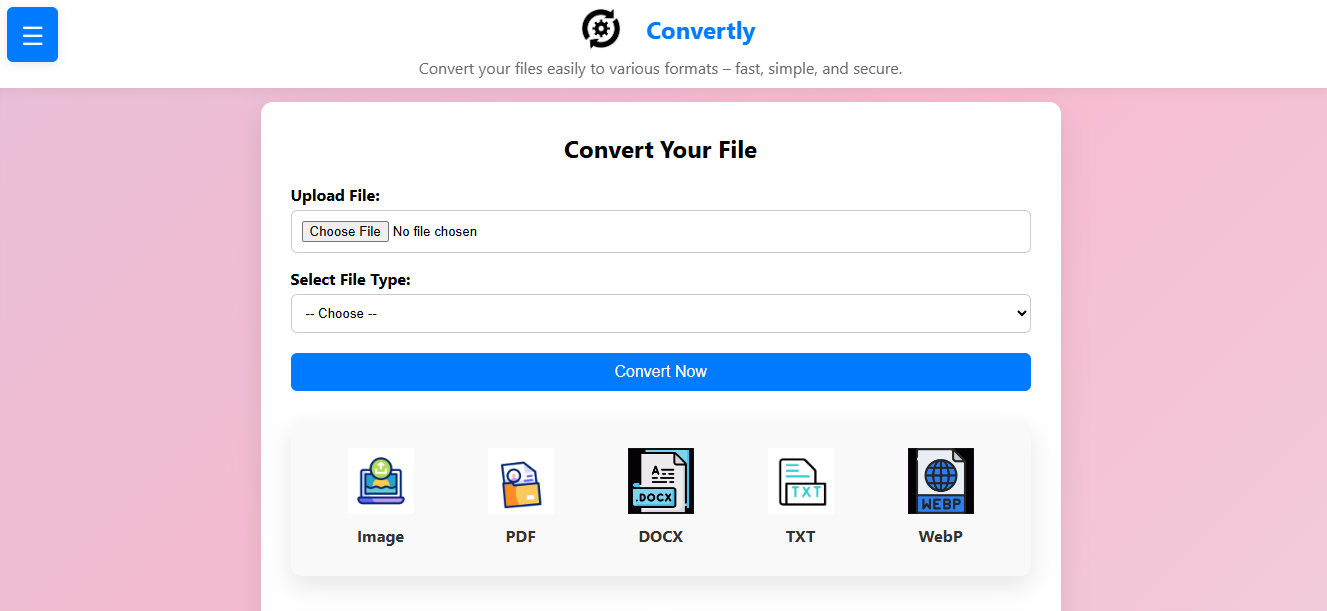 Convertly
Convert your files easily to various formats – fast, simple, and secure.
Convert Your File
Upload File:
Choose File No file chosen
Select File Type:
-- Choose --
Convert Now
A
.DOCX
TXT
WEBP
Image PDF DOCX TXT WebP